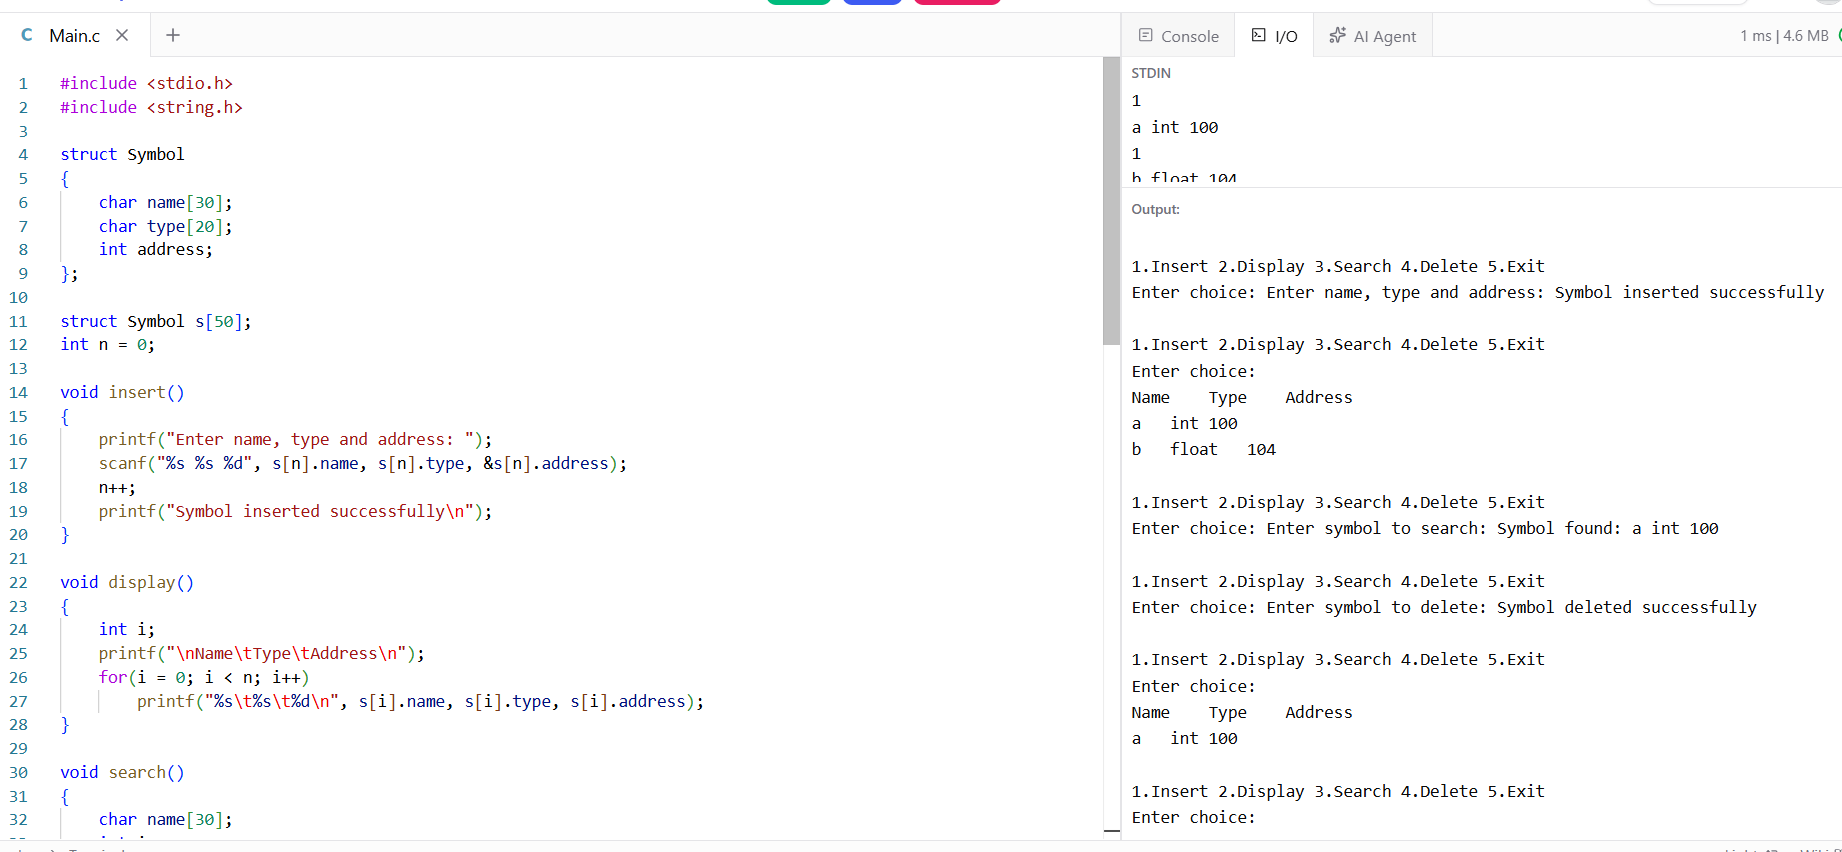 C Main.c
Console
I/O
AI Agent
1 ms | 4.6 MB
1 #include <stdio.h>
2 #include <string.h>
3
4 struct Symbol
5 {
6 char name[30];
7 char type[20];
8 int address;
9 };
10
11 struct Symbol s[50];
12 int n = 0;
13
14 void insert()
15 {
16 printf("Enter name, type and address: ");
17 scanf("%s %s %d", s[n].name, s[n].type, &s[n].address);
18 n++;
19 printf("Symbol inserted successfully\n");
20 }
21
22 void display()
23 {
24 int i;
25 printf("\nName\tType\tAddress\n");
26 for(i = 0; i < n; i++)
27 printf("%s\t%s\t%d\n", s[i].name, s[i].type, s[i].address);
28 }
29
30 void search()
31 {
32 char name[30];
STDIN
1
a int 100
1
b float 104
Output:
1.Insert 2.Display 3.Search 4.Delete 5.Exit
Enter choice: Enter name, type and address: Symbol inserted successfully
1.Insert 2.Display 3.Search 4.Delete 5.Exit
Enter choice:
Name Type Address
a int 100
b float 104
1.Insert 2.Display 3.Search 4.Delete 5.Exit
Enter choice: Enter symbol to search: Symbol found: a int 100
1.Insert 2.Display 3.Search 4.Delete 5.Exit
Enter choice: Enter symbol to delete: Symbol deleted successfully
1.Insert 2.Display 3.Search 4.Delete 5.Exit
Enter choice:
Name Type Address
a int 100
1.Insert 2.Display 3.Search 4.Delete 5.Exit
Enter choice: